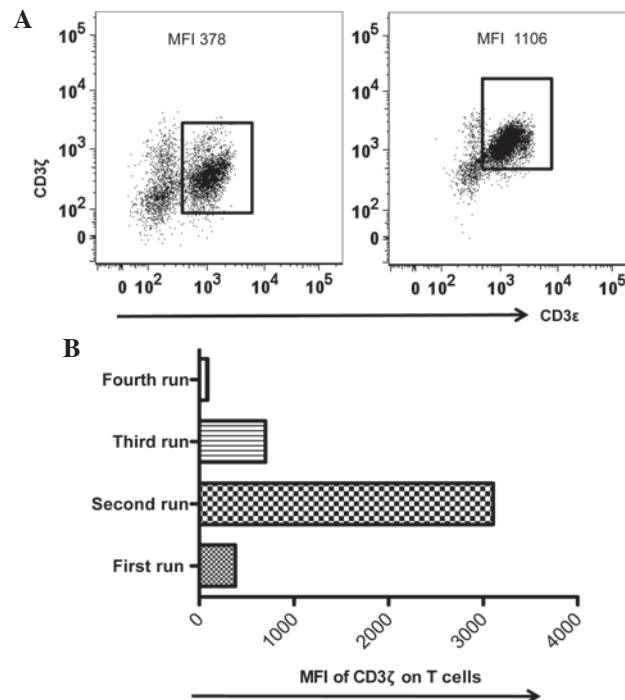 A
MFI 378
MFI 1106
10^5
10^4
10^3
10^2
0
CD3ζ
0 10^2 10^3 10^4 10^5
10^5
10^4
10^3
10^2
0
0 10^2 10^3 10^4 10^5
CD3ε
B
Fourth run
Third run
Second run
First run
0 1000 2000 3000 4000
MFI of CD3ζ on T cells